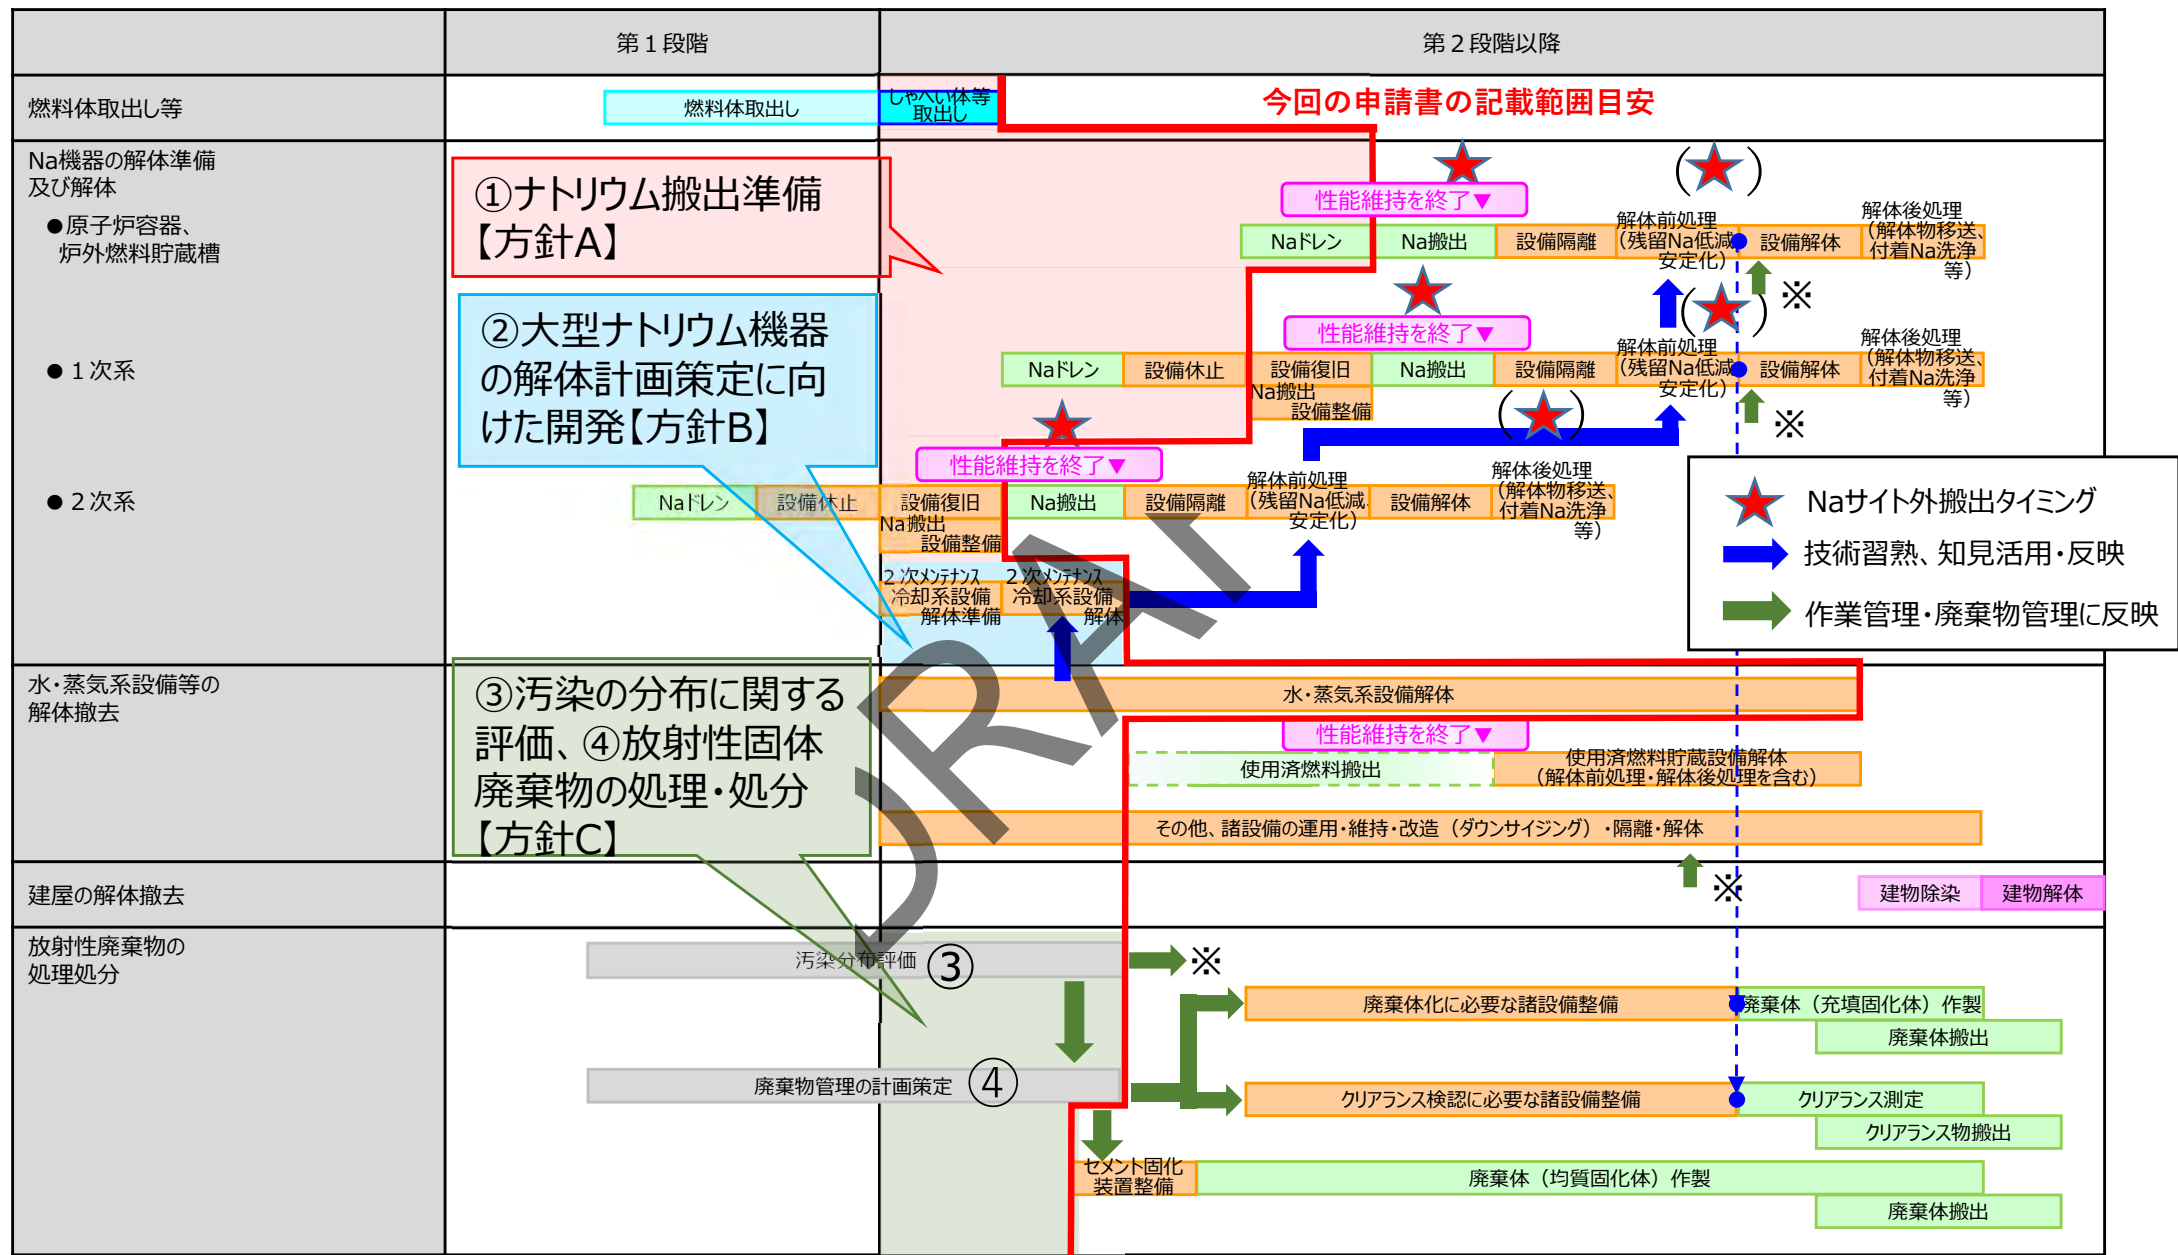 第1段階
第2段階以降
燃料体取出し等
燃料体取出し
しゃへい体等
取出し
今回の申請書の記載範囲目安
Na機器の解体準備
及び解体
●原子炉容器、
炉外燃料貯蔵槽
①ナトリウム搬出準備
【方針A】
性能維持を終了▼
( )
Naドレン
Na搬出
設備隔離
解体前処理
(残留Na低減
安定化)
設備解体
解体後処理
(解体物移送、
付着Na洗浄
等)
※
②大型ナトリウム機器
の解体計画策定に向
けた開発【方針B】
性能維持を終了▼
( )
●1次系
Naドレン
設備休止
設備復旧
Na搬出
設備整備
Na搬出
設備隔離
解体前処理
(残留Na低減
安定化)
設備解体
解体後処理
(解体物移送、
付着Na洗浄
等)
※
( )
性能維持を終了▼
●2次系
Naドレン
設備休止
設備復旧
Na搬出
設備整備
Na搬出
設備隔離
解体前処理
(残留Na低減、
安定化)
設備解体
解体後処理
(解体物移送、
付着Na洗浄
等)
2次メンテナンス
冷却系設備
解体準備
2次メンテナンス
冷却系設備
解体
Naサイト外搬出タイミング
技術習熟、知見活用・反映
作業管理・廃棄物管理に反映
水・蒸気系設備等の
解体撤去
③汚染の分布に関する
評価、④放射性固体
廃棄物の処理・処分
【方針C】
水・蒸気系設備解体
性能維持を終了▼
使用済燃料搬出
使用済燃料貯蔵設備解体
(解体前処理・解体後処理を含む)
その他、諸設備の運用・維持・改造(ダウンサイジング)・隔離・解体
※
建屋の解体撤去
建物除染
建物解体
放射性廃棄物の
処理処分
汚染分布評価
③
※
廃棄体化に必要な諸設備整備
廃棄体(充填固化体)作製
廃棄体搬出
廃棄物管理の計画策定
④
クリアランス検認に必要な諸設備整備
クリアランス測定
クリアランス物搬出
セメント固化
装置整備
廃棄体(均質固化体)作製
廃棄体搬出
DRAFT